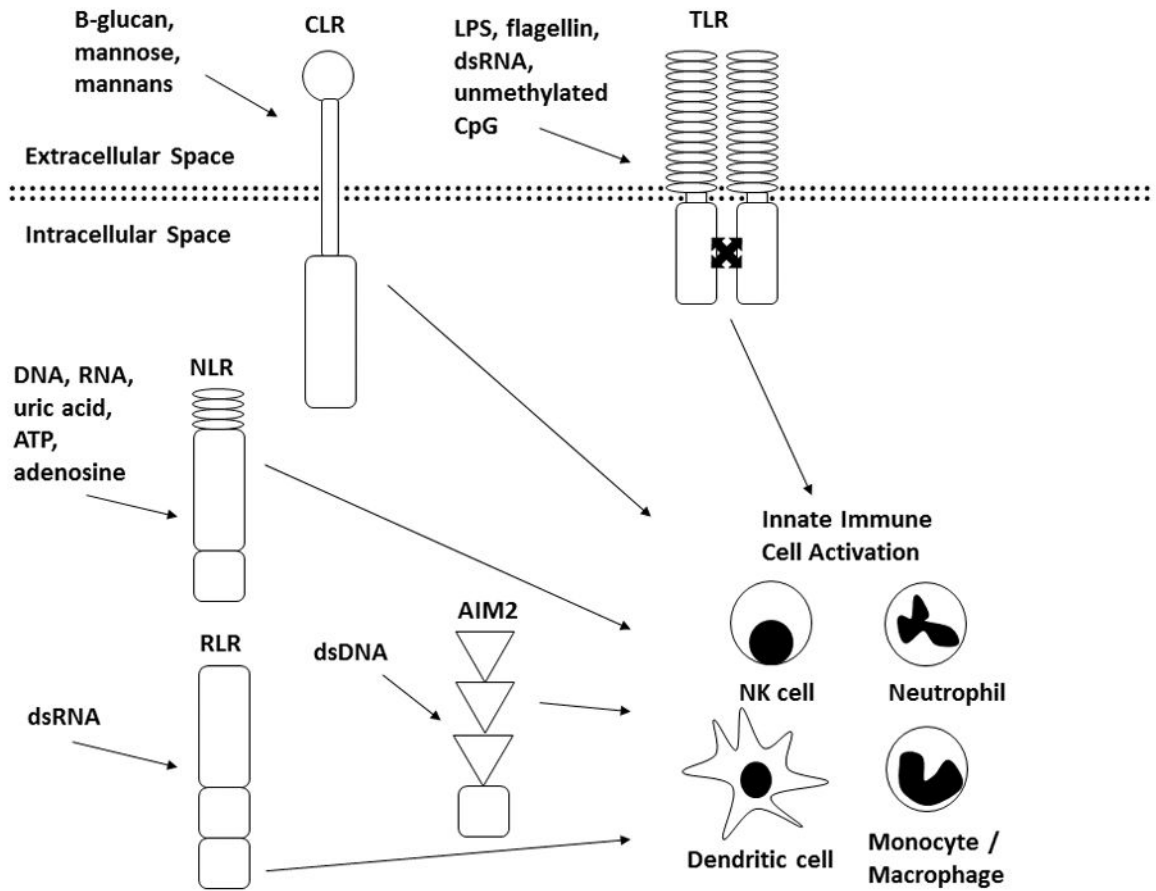 B-glucan,
mannose,
mannans
CLR
LPS, flagellin,
dsRNA,
unmethylated
CpG
TLR
Extracellular Space
Intracellular Space
NLR
DNA, RNA,
uric acid,
ATP,
adenosine
Innate Immune
Cell Activation
AIM2
RLR
dsDNA
dsRNA
NK cell
Neutrophil
Dendritic cell
Monocyte /
Macrophage